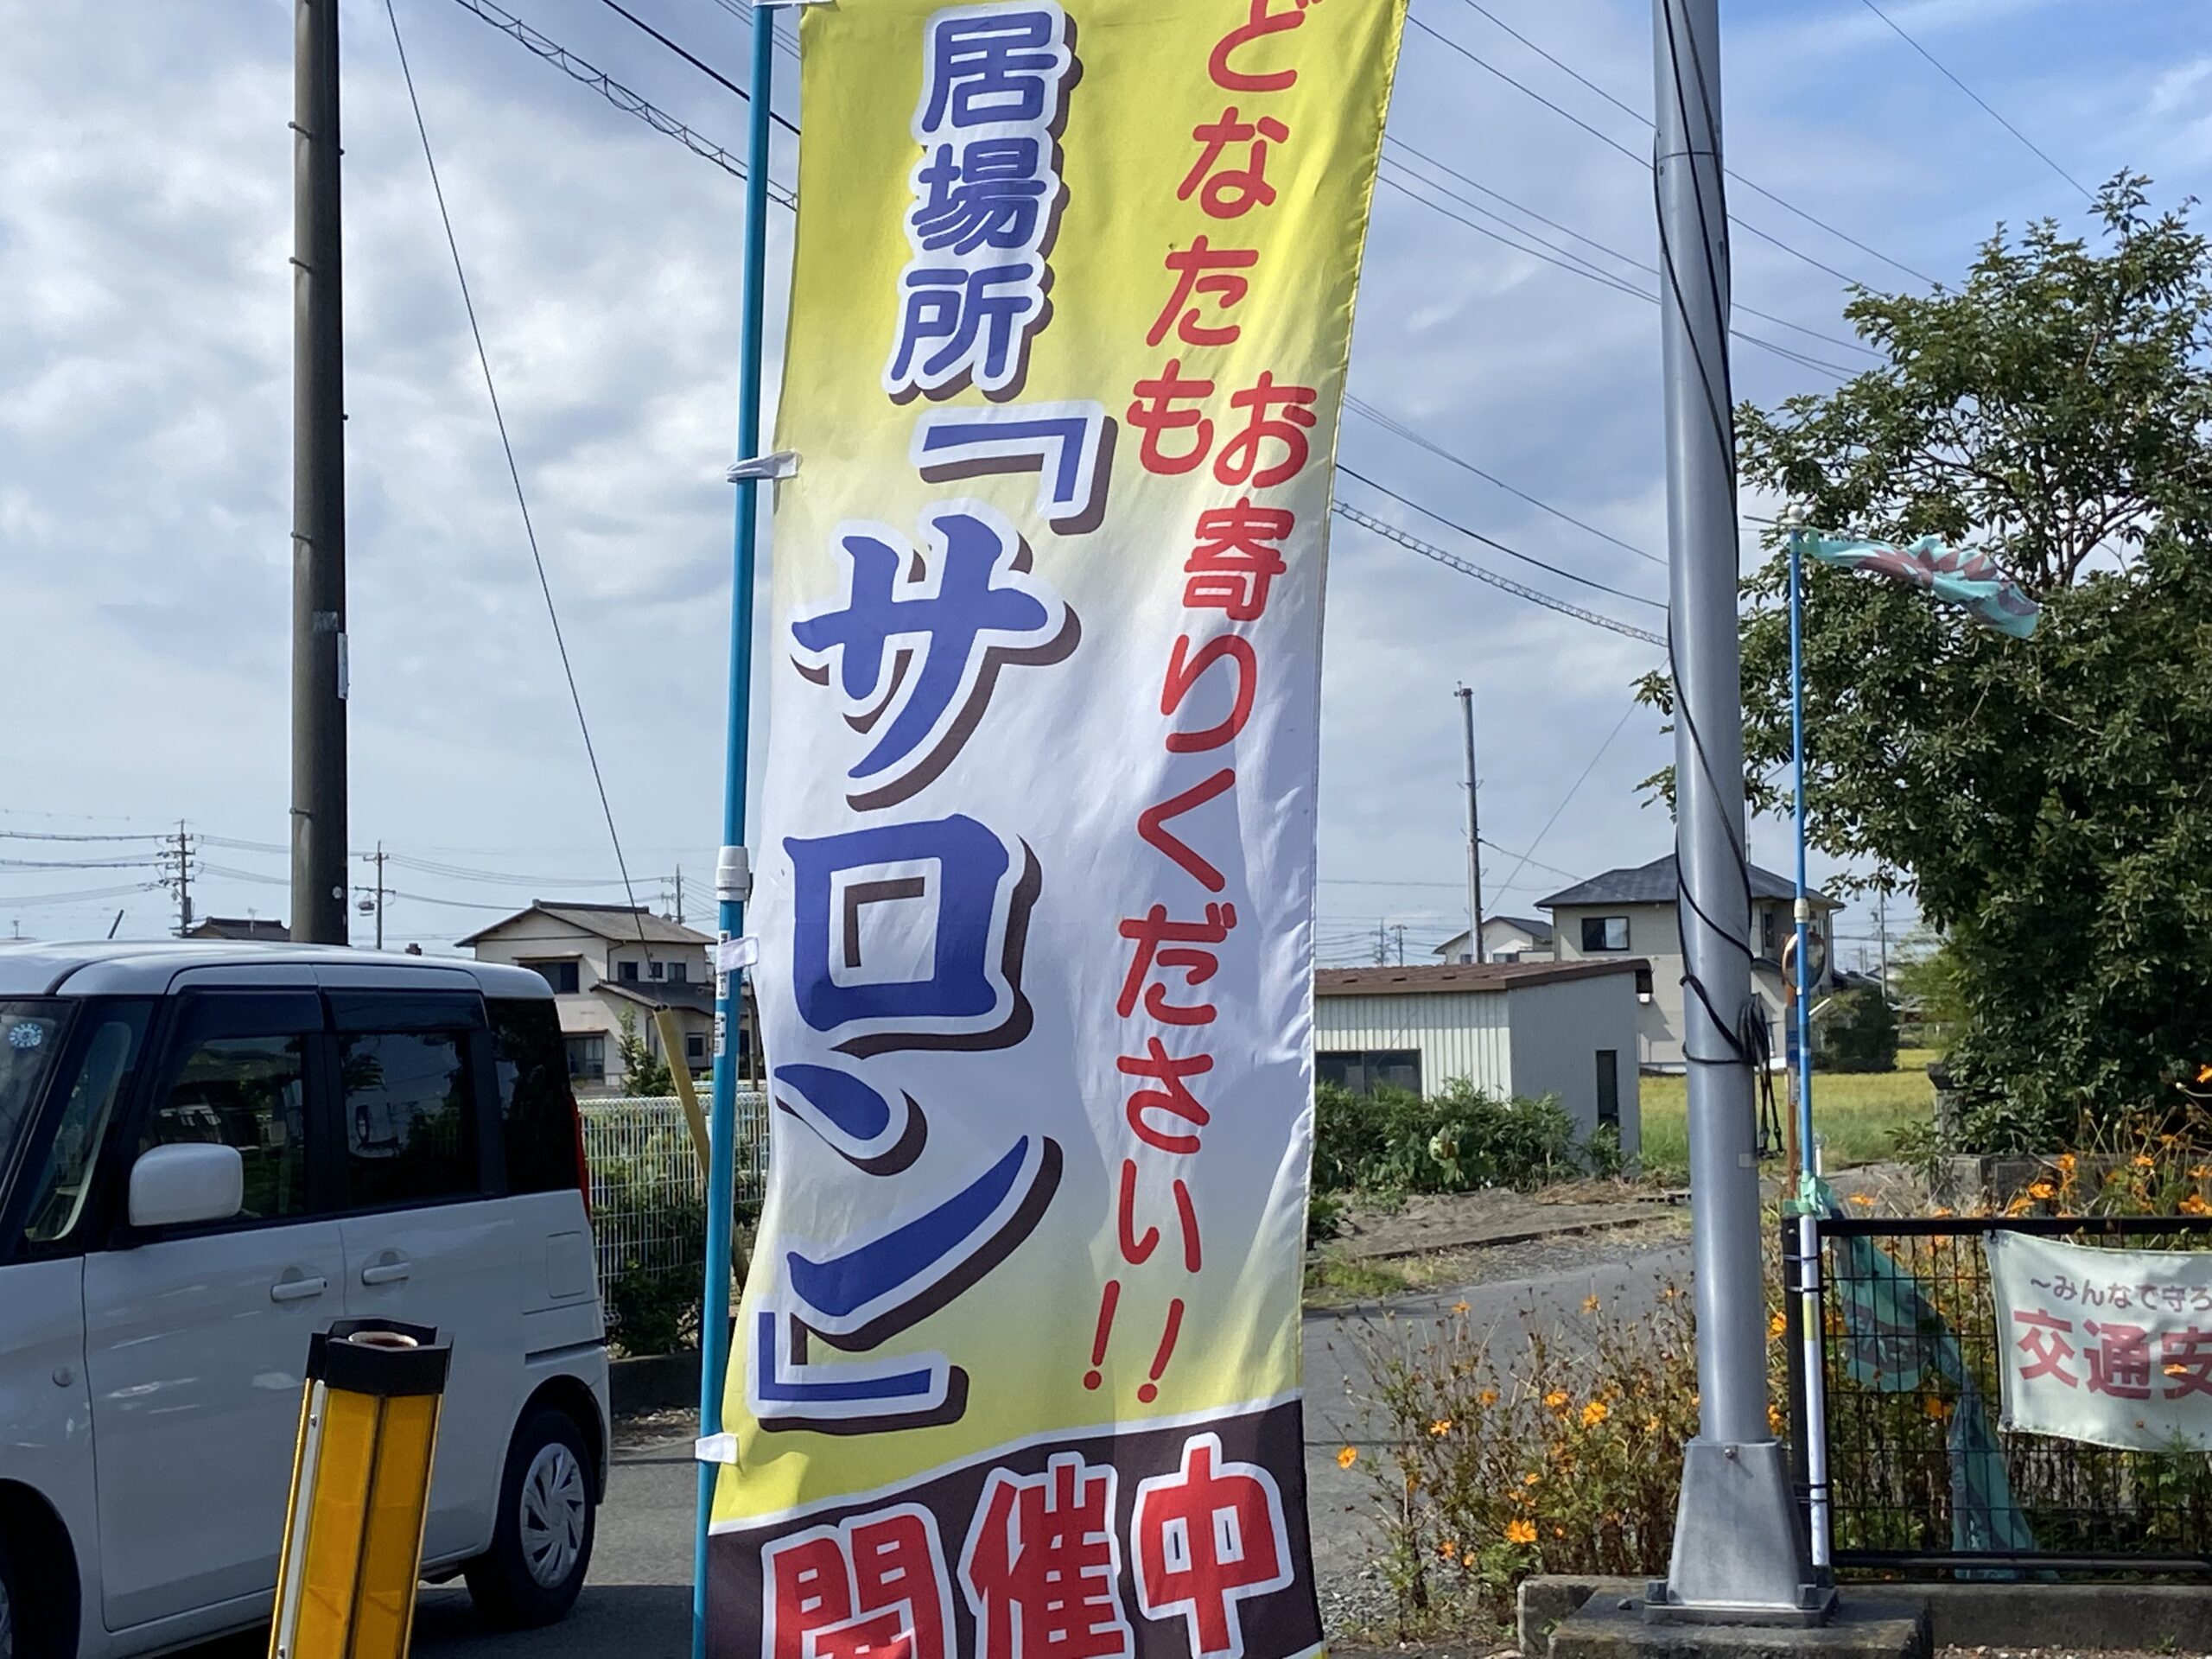 どなたも
お寄りください!!
居場所「サロン」
開催中
~みんなで守ろ
交通安